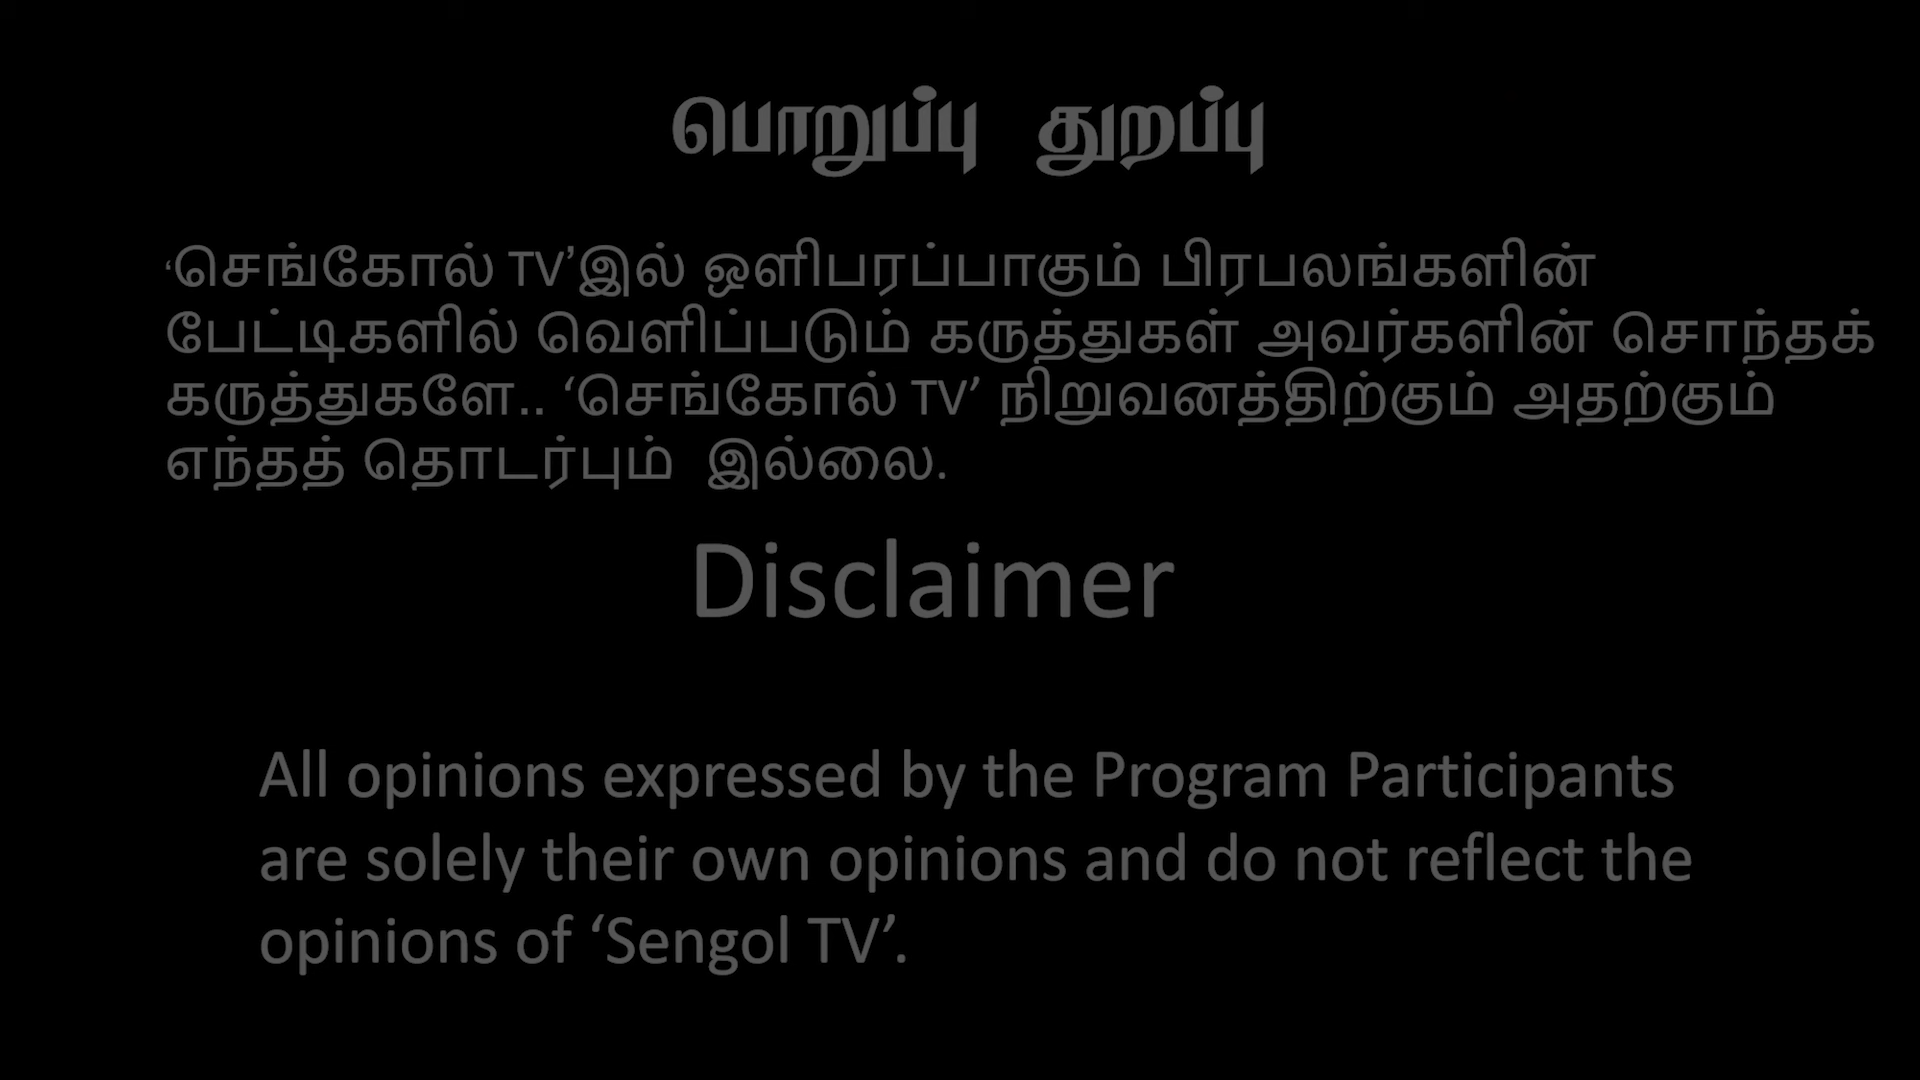 பொறுப்பு துறப்பு
‘செங்கோல் TV’இல் ஒளிபரப்பாகும் பிரபலங்களின்
பேட்டிகளில் வெளிப்படும் கருத்துகள் அவர்களின் சொந்தக்
கருத்துகளே.. ‘செங்கோல் TV’ நிறுவனத்திற்கும் அதற்கும்
எந்தத் தொடர்பும் இல்லை.
Disclaimer
All opinions expressed by the Program Participants
are solely their own opinions and do not reflect the
opinions of ‘Sengol TV’.